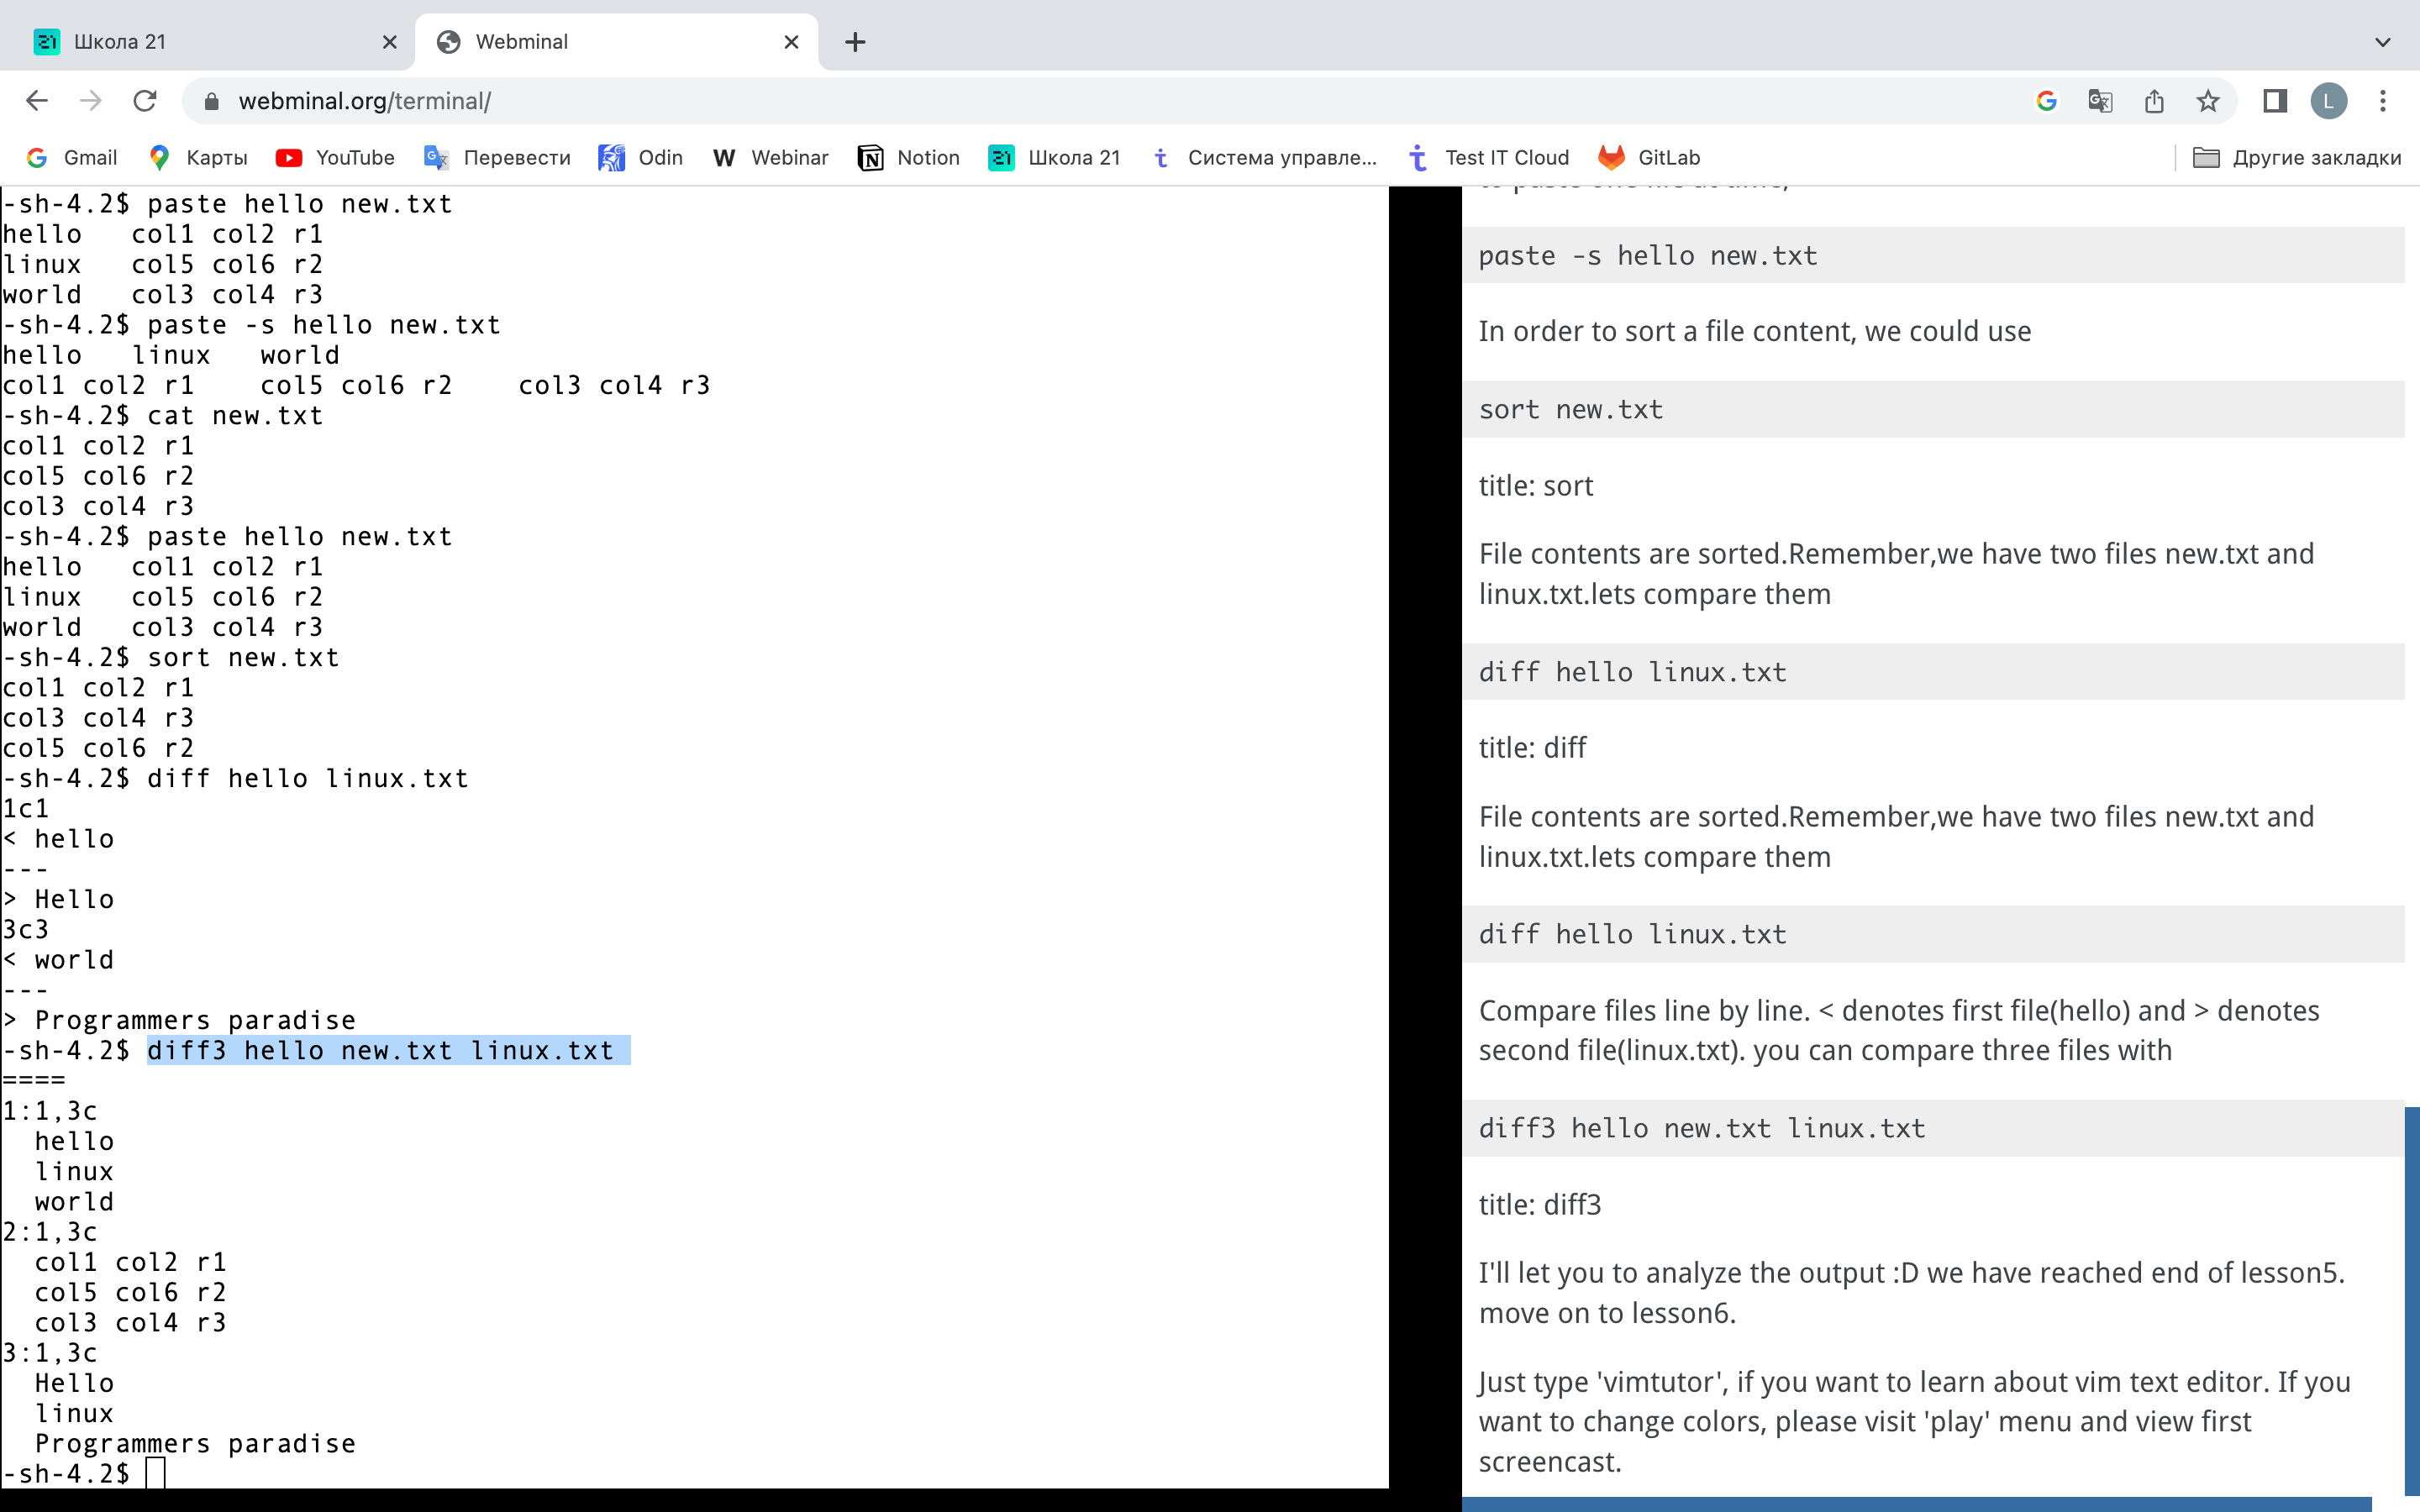 Школа 21
Webminal
webminal.org/terminal/
L
Gmail
Карты
YouTube
Перевести
Odin
W Webinar
Notion
21 Школа 21
Система управле...
Test IT Cloud
GitLab
Другие закладки
-sh-4.2$ paste hello new.txt
hello   col1 col2 r1
linux   col5 col6 r2
world   col3 col4 r3
-sh-4.2$ paste -s hello new.txt
hello   linux   world
col1 col2 r1    col5 col6 r2    col3 col4 r3
-sh-4.2$ cat new.txt
col1 col2 r1
col5 col6 r2
col3 col4 r3
-sh-4.2$ paste hello new.txt
hello   col1 col2 r1
linux   col5 col6 r2
world   col3 col4 r3
-sh-4.2$ sort new.txt
col1 col2 r1
col3 col4 r3
col5 col6 r2
-sh-4.2$ diff hello linux.txt
1c1
< hello
---
> Hello
3c3
< world
---
> Programmers paradise
-sh-4.2$ diff3 hello new.txt linux.txt
====
1:1,3c
  hello
  linux
  world
2:1,3c
  col1 col2 r1
  col5 col6 r2
  col3 col4 r3
3:1,3c
  Hello
  linux
  Programmers paradise
-sh-4.2$
paste -s hello new.txt
In order to sort a file content, we could use
sort new.txt
title: sort
File contents are sorted.Remember,we have two files new.txt and
linux.txt.lets compare them
diff hello linux.txt
title: diff
File contents are sorted.Remember,we have two files new.txt and
linux.txt.lets compare them
diff hello linux.txt
Compare files line by line. < denotes first file(hello) and > denotes
second file(linux.txt). you can compare three files with
diff3 hello new.txt linux.txt
title: diff3
I'll let you to analyze the output :D we have reached end of lesson5.
move on to lesson6.
Just type 'vimtutor', if you want to learn about vim text editor. If you
want to change colors, please visit 'play' menu and view first
screencast.